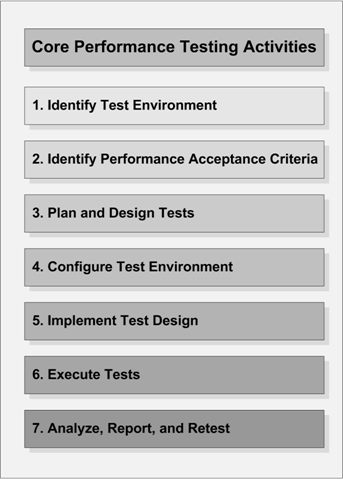 Core Performance Testing Activities
1. Identify Test Environment
2. Identify Performance Acceptance Criteria
3. Plan and Design Tests
4. Configure Test Environment
5. Implement Test Design
6. Execute Tests
7. Analyze, Report, and Retest